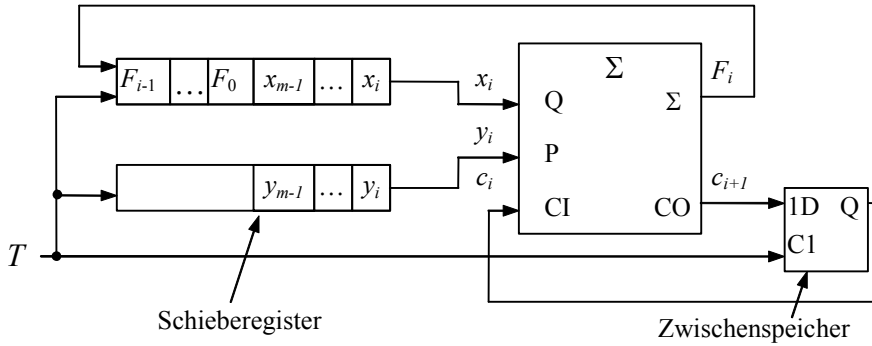 F_{i-1} … F_0 x_{m-1} … x_i
x_i
Σ
F_i
Q
Σ
y_i
P
y_{m-1} … y_i
c_i
c_{i+1}
CI
CO
1D Q
C1
T
Schieberegister
Zwischenspeicher